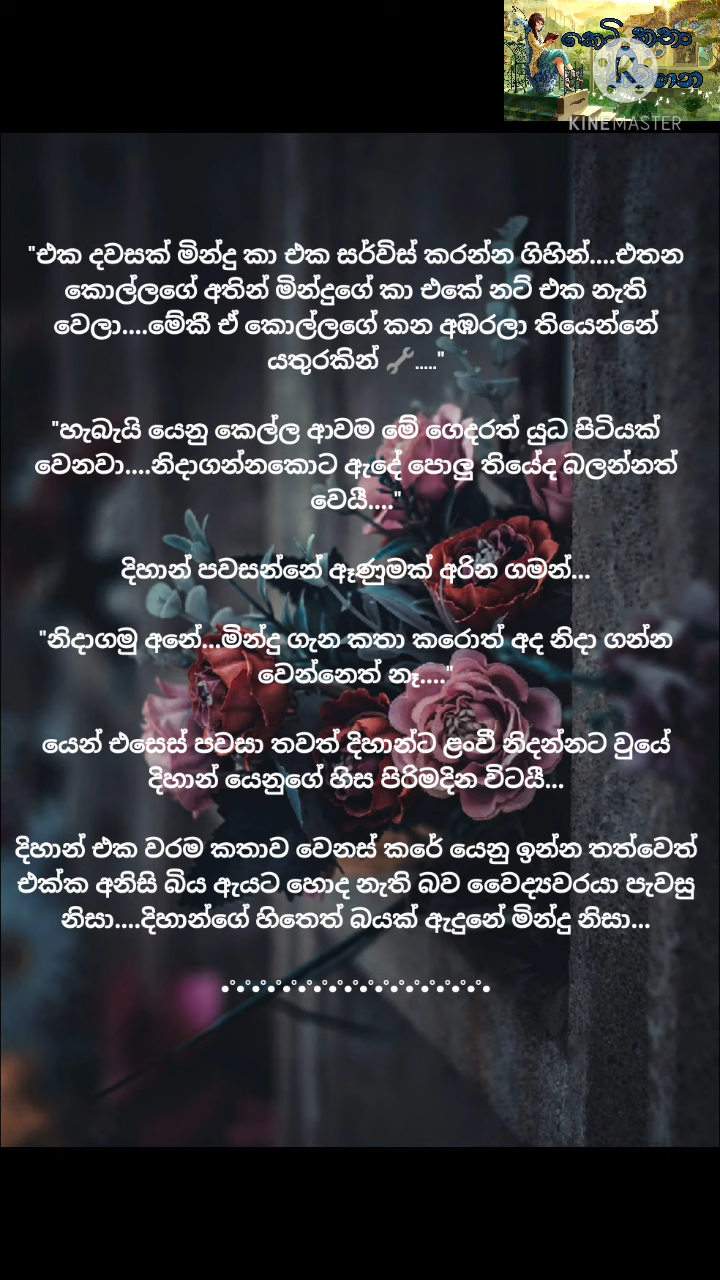 කෙටි කතා
KINEMASTER
"එක දවසක් මින්දු කා එක සර්විස් කරන්න ගිහින්....එතන
කොල්ලගේ අතින් මින්දුගේ කා එකේ නට් එක නැති
වෙලා....මේකී ඒ කොල්ලගේ කන අඹරලා තියෙන්නේ
යතුරකින් 🔧....."
"හැබැයි යෙනු කෙල්ල ආවම මේ ගෙදරත් යුධ පිටියක්
වෙනවා....නිදාගන්නකොට ඇදේ පොලු තියේද බලන්නත්
වෙයී...."
දිහාන් පවසන්නේ ඈණුමක් අරින ගමන්...
"නිදාගමු අනේ...මින්දු ගැන කතා කරොත් අද නිදා ගන්න
වෙන්නෙත් නෑ...."
යෙන් එසෙස් පවසා තවත් දිහාන්ට ළංවී නිදන්නට වුයේ
දිහාන් යෙනුගේ හිස පිරිමදින විටයී...
දිහාන් එක වරම කතාව වෙනස් කරේ යෙනු ඉන්න තත්වෙත්
එක්ක අනිසි බිය ඇයට හොද නැති බව වෛද්‍යවරයා පැවසු
නිසා....දිහාන්ගේ හිතෙත් බයක් ඇදුනේ මින්දු නිසා...